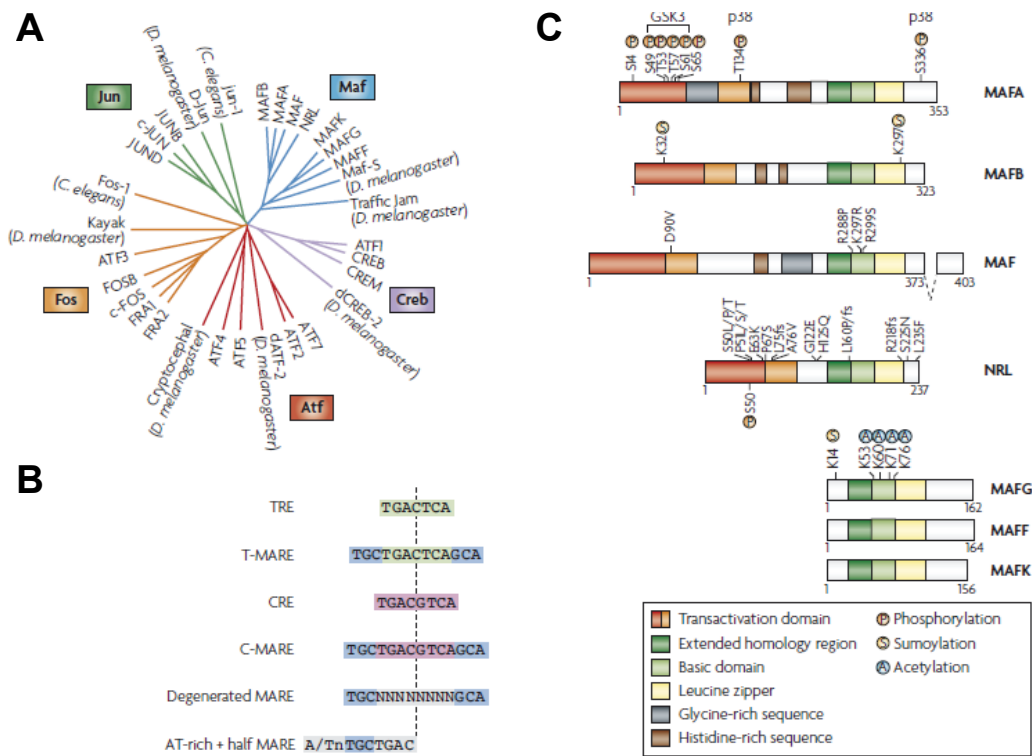 A
Jun
Maf
Fos
Creb
Atf
JUND
c-JUN
JUNB
D-Jun
(D. melanogaster)
jun-1
(C. elegans)
MAFB
MAFA
MAF
NRL
MAFK
MAFG
MAFF
Maf-S
(D. melanogaster)
Traffic Jam
(D. melanogaster)
ATF1
CREB
CREM
dCREB-2
(D. melanogaster)
ATF7
ATF2
dATF-2
(D. melanogaster)
ATF5
ATF4
Cryptocephal
(D. melanogaster)
FRA2
FRA1
c-FOS
FOSB
ATF3
Kayak
(D. melanogaster)
Fos-1
(C. elegans)
B
TRE TGACTCA
T-MARE TGCTGACTCAGCA
CRE TGACGTCA
C-MARE TGCTGACGTCAGCA
Degenerated MARE TGCNNNNNNNNGCA
AT-rich + half MARE A/TnTGCTGAC
C
GSK3 p38 p38
P P P P P P P P
S14 S49 T53 T57 S61 S65 T134 S336
MAFA
1 353
S S
K32 K297
MAFB
1 323
D90V R288P K297R R299S
MAF
1 373 403
S50L/P/T P51L/S/T E63K P67S L75fs A76V G122E H125Q L160P/fs R218fs S225N L235F
NRL
1 237
S50
P
S A A A A
K14 K53 K60 K71 K76
MAFG
1 162
MAFF
1 164
MAFK
1 156
Transactivation domain
Extended homology region
Basic domain
Leucine zipper
Glycine-rich sequence
Histidine-rich sequence
P Phosphorylation
S Sumoylation
A Acetylation